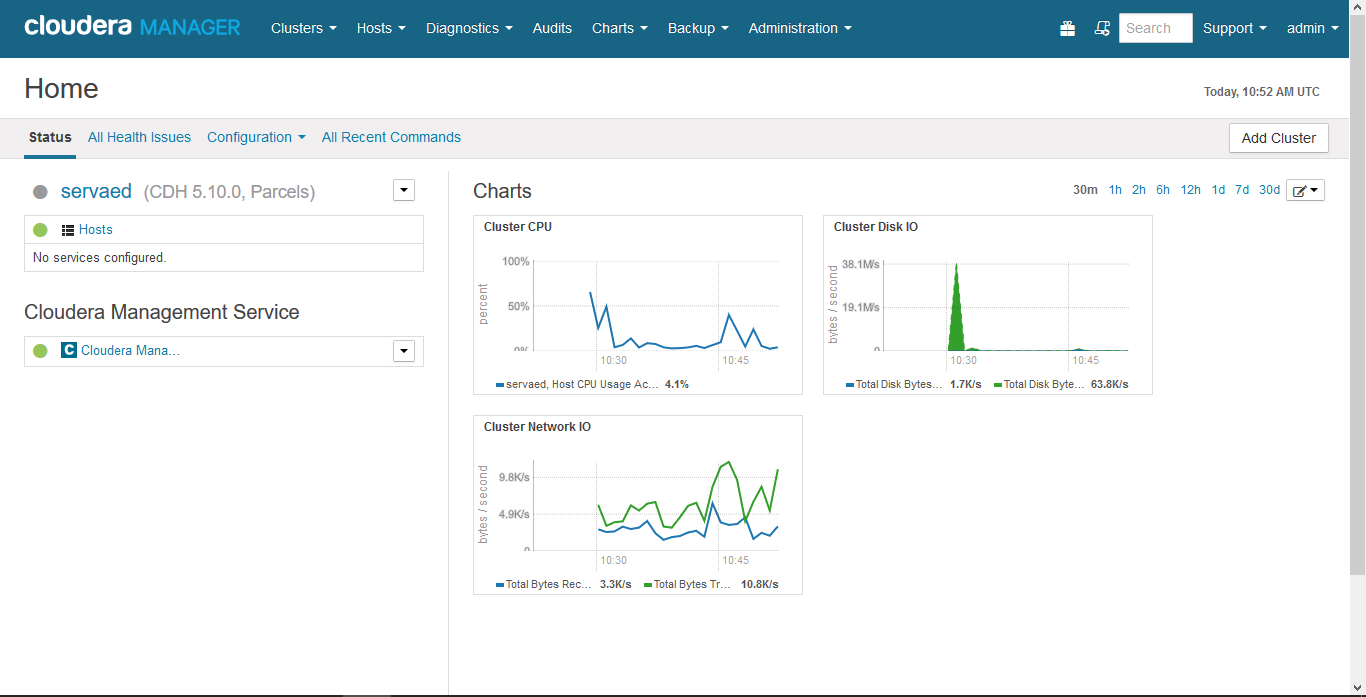 cloudera MANAGER Clusters Hosts Diagnostics Audits Charts Backup Administration Search Support admin
Home
Today, 10:52 AM UTC
Status All Health Issues Configuration All Recent Commands Add Cluster
servaed (CDH 5.10.0, Parcels)
Hosts
No services configured.
Cloudera Management Service
C Cloudera Mana...
Charts 30m 1h 2h 6h 12h 1d 7d 30d
Cluster CPU
percent
100%
50%
0%
10:30 10:45
servaed, Host CPU Usage Ac... 4.1%
Cluster Disk IO
bytes / second
38.1M/s
19.1M/s
0
10:30 10:45
Total Disk Bytes... 1.7K/s Total Disk Byte... 63.8K/s
Cluster Network IO
bytes / second
9.8K/s
4.9K/s
0
10:30 10:45
Total Bytes Rec... 3.3K/s Total Bytes Tr... 10.8K/s